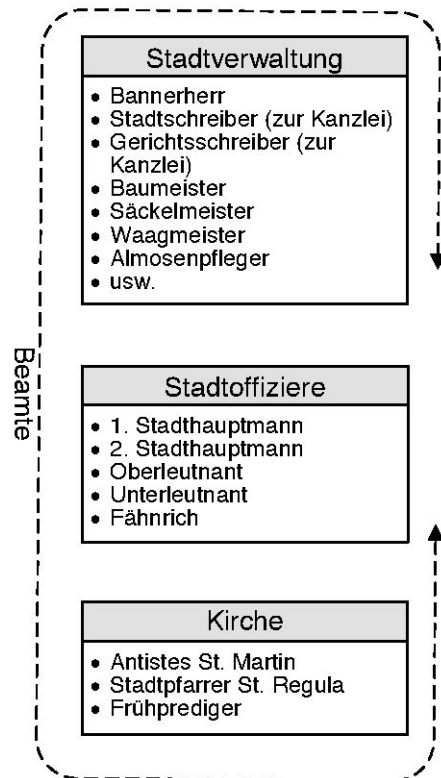 Stadtverwaltung
• Bannerherr
• Stadtschreiber (zur Kanzlei)
• Gerichtsschreiber (zur
Kanzlei)
• Baumeister
• Säckelmeister
• Waagmeister
• Almosenpfleger
• usw.
Beamte
Stadtoffiziere
• 1. Stadthauptmann
• 2. Stadthauptmann
• Oberleutnant
• Unterleutnant
• Fähnrich
Kirche
• Antistes St. Martin
• Stadtpfarrer St. Regula
• Frühprediger